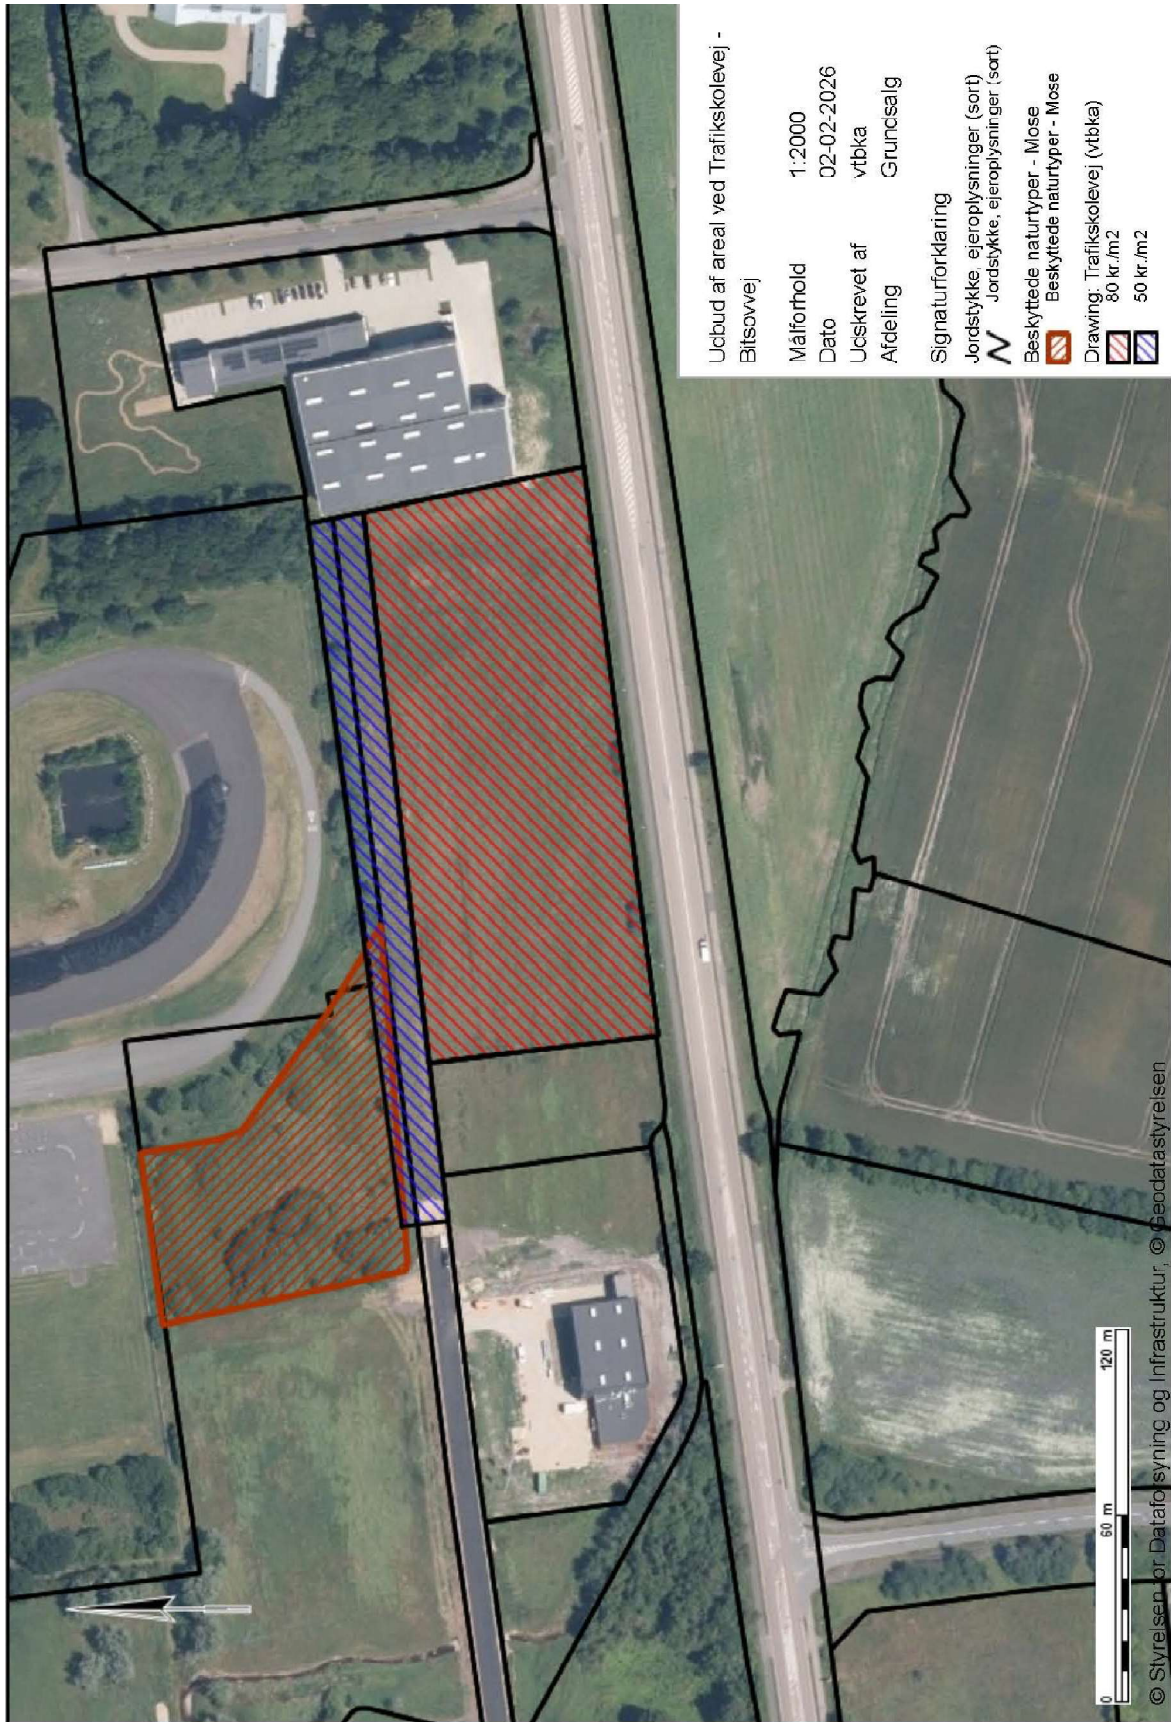 Udbud af areal ved Trafikskolevej -
Bitsovvej
Målforhold 1:2000
Dato 02-02-2026
Udskrevet af vtbka
Afdeling Grundsalg
Signaturforklaring
Jordstykke, ejeroplysninger (sort)
Jordstykke, ejeroplysninger (sort)
Beskyttede naturtyper - Mose
Beskyttede naturtyper - Mose
Drawing: Trafikskolevej (vtbka)
80 kr./m2
50 kr./m2
0 60 m 120 m
© Styrelsen for Dataforsyning og Infrastruktur, © Geodatastyrelsen